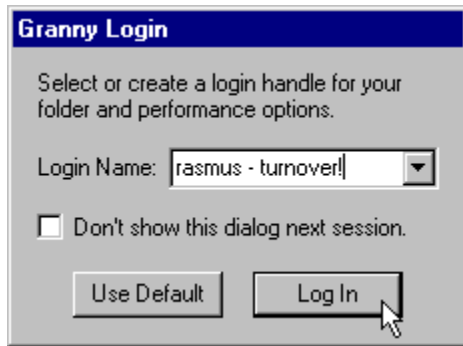 Granny Login
Select or create a login handle for your
folder and performance options.
Login Name: rasmus - turnover!
Don't show this dialog next session.
Use Default Log In